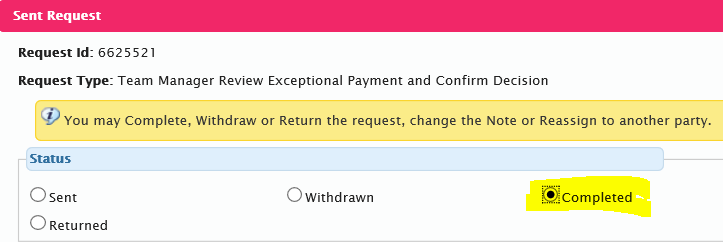 Sent Request
Request Id: 6625521
Request Type: Team Manager Review Exceptional Payment and Confirm Decision
You may Complete, Withdraw or Return the request, change the Note or Reassign to another party.
Status
Sent Withdrawn Completed
Returned